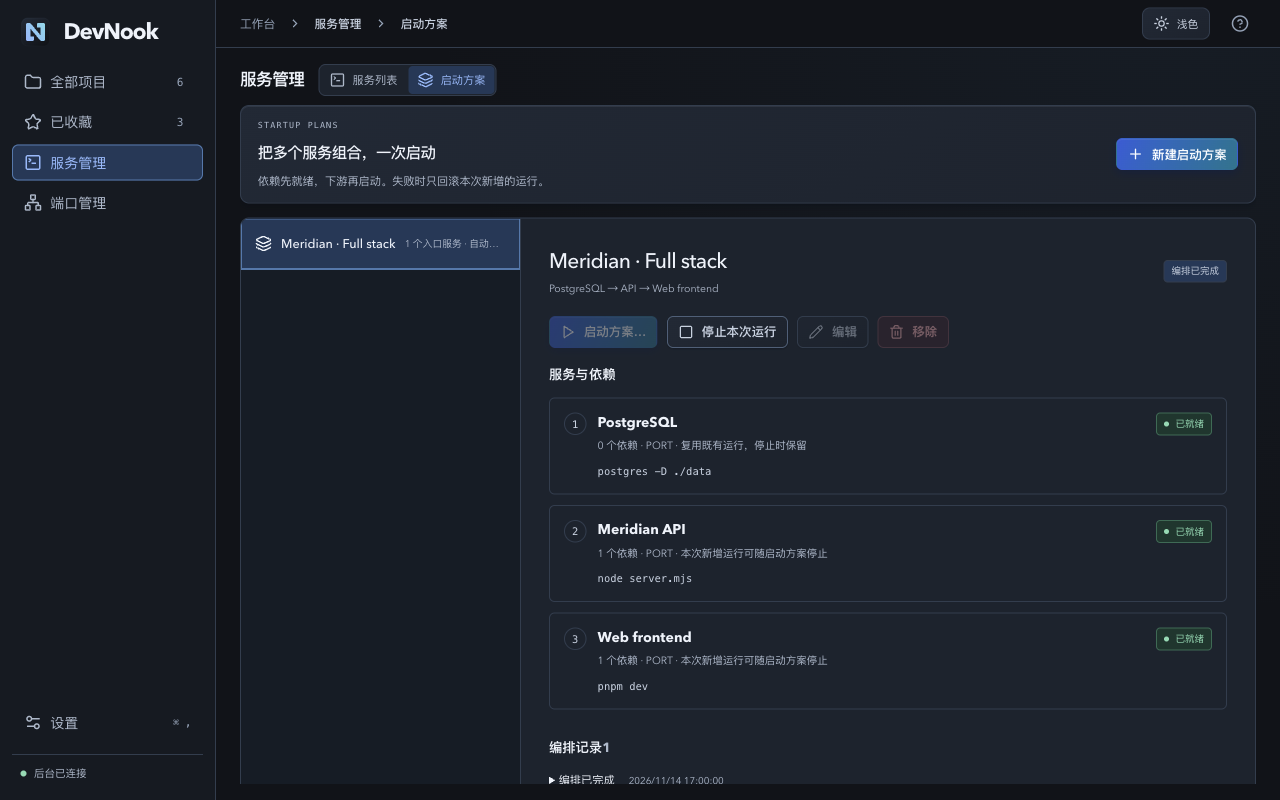 DevNook
全部项目 6
已收藏 3
服务管理
端口管理
设置 ⌘ ,
后台已连接
工作台 > 服务管理 > 启动方案
浅色
服务管理
服务列表
启动方案
STARTUP PLANS
把多个服务组合，一次启动
依赖先就绪，下游再启动。失败时只回滚本次新增的运行。
新建启动方案
Meridian · Full stack 1 个入口服务 · 自动…
Meridian · Full stack
PostgreSQL → API → Web frontend
编排已完成
启动方案…
停止本次运行
编辑
移除
服务与依赖
1 PostgreSQL
已就绪
0 个依赖 · PORT · 复用既有运行，停止时保留
postgres -D ./data
2 Meridian API
已就绪
1 个依赖 · PORT · 本次新增运行可随启动方案停止
node server.mjs
3 Web frontend
已就绪
1 个依赖 · PORT · 本次新增运行可随启动方案停止
pnpm dev
编排记录1
编排已完成 2026/11/14 17:00:00